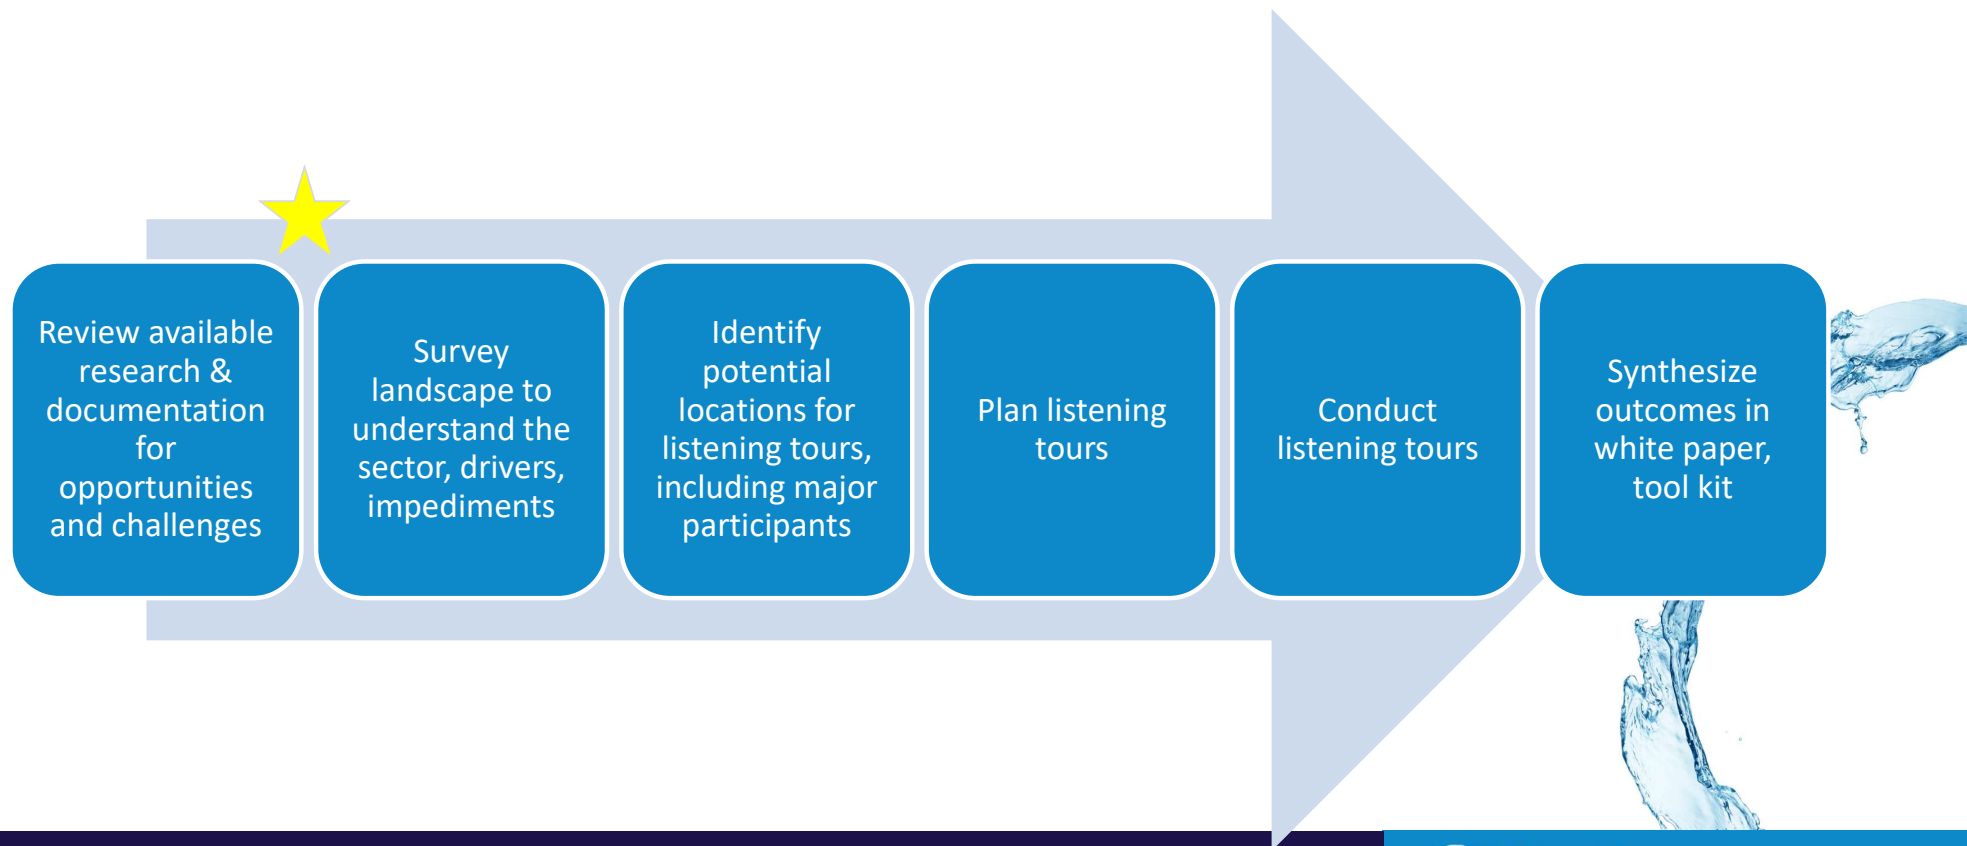 Review available
research &
documentation
for
opportunities
and challenges
Survey
landscape to
understand the
sector, drivers,
impediments
Identify
potential
locations for
listening tours,
including major
participants
Plan listening
tours
Conduct
listening tours
Synthesize
outcomes in
white paper,
tool kit